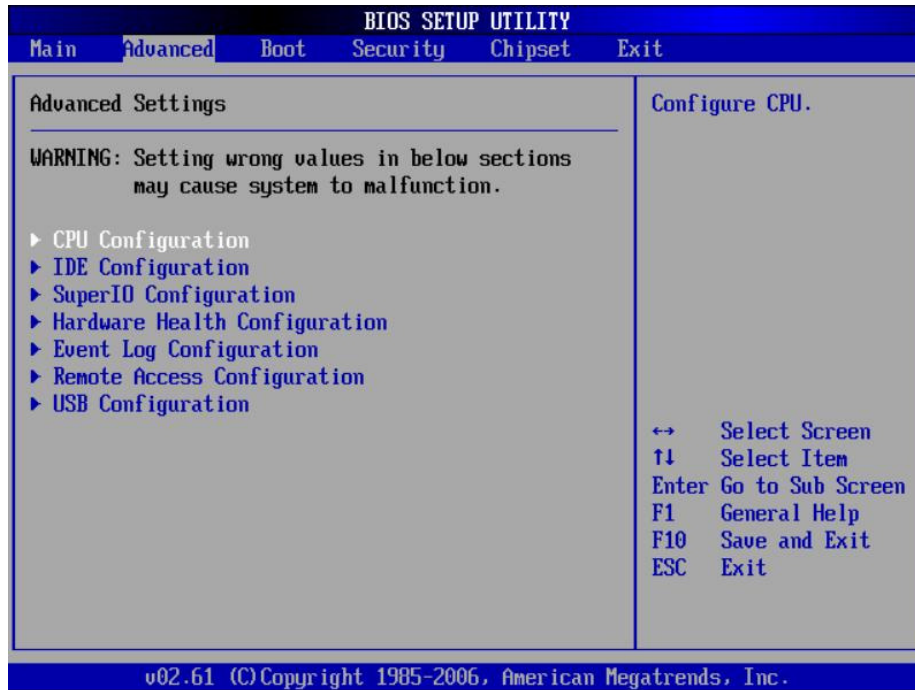 BIOS SETUP UTILITY
Main Advanced Boot Security Chipset Exit
Advanced Settings
WARNING: Setting wrong values in below sections
may cause system to malfunction.
CPU Configuration
IDE Configuration
SuperIO Configuration
Hardware Health Configuration
Event Log Configuration
Remote Access Configuration
USB Configuration
Configure CPU.
↔ Select Screen
↑↓ Select Item
Enter Go to Sub Screen
F1 General Help
F10 Save and Exit
ESC Exit
v02.61 (C)Copyright 1985-2006, American Megatrends, Inc.